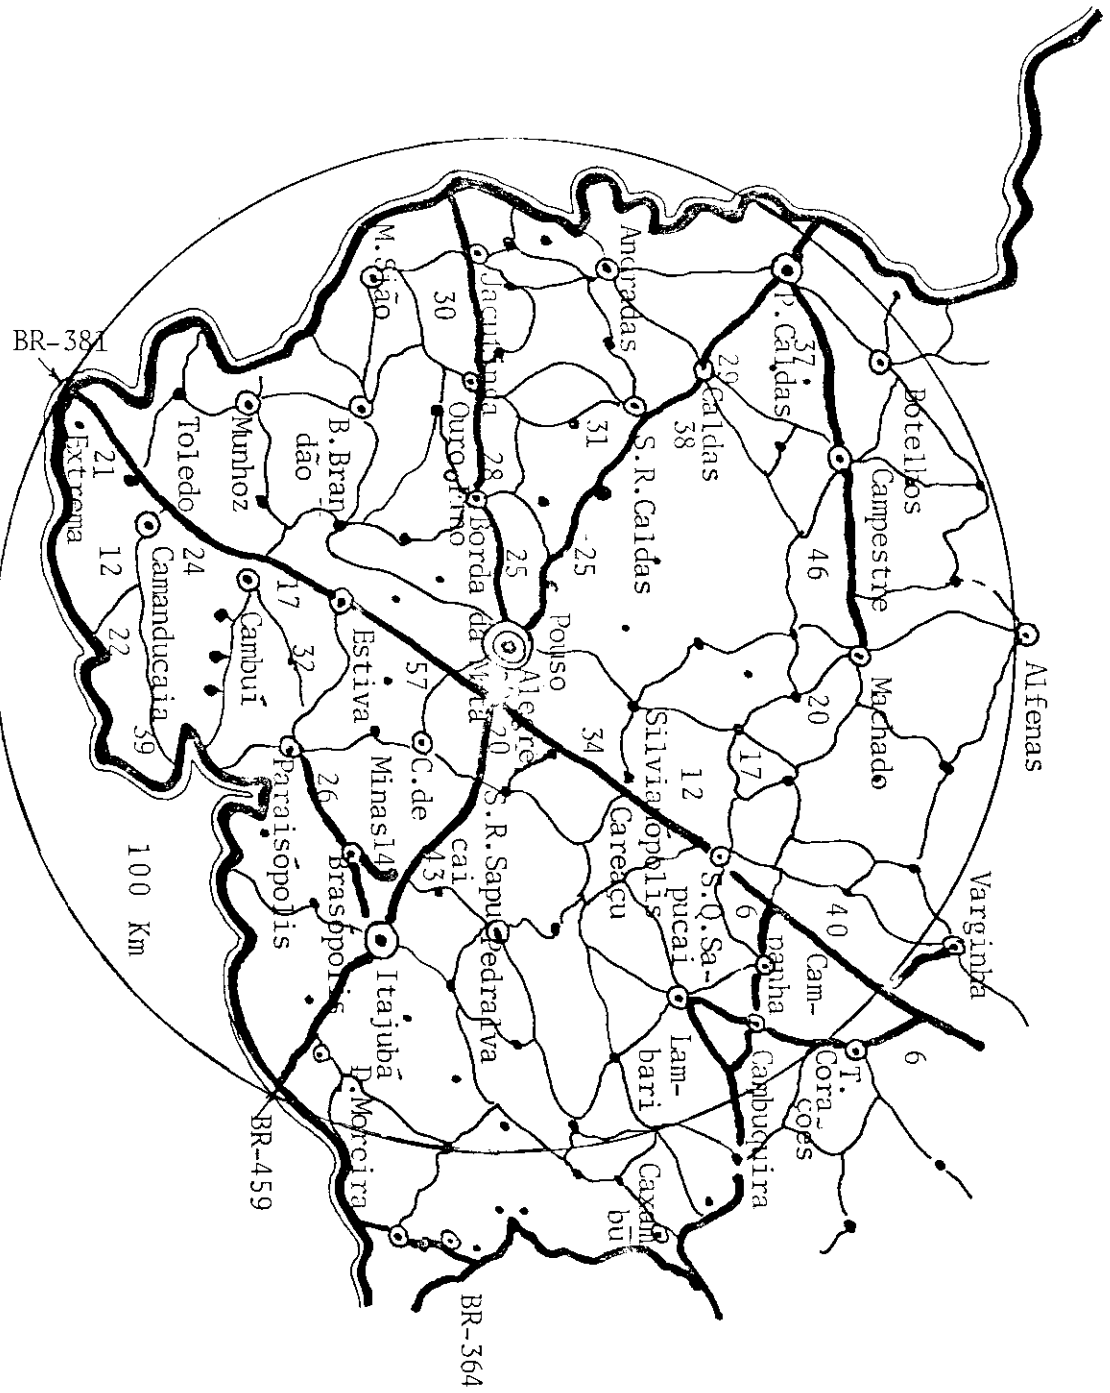 BR-381
M.Sião
30
Jacutinga
Andradas
P.Caldas
37
Botelhos
29
Caldas
38
Campestre
Alfenas
Extrema
21
Toledo
Munhoz
B.Bran-
dão
Ouro Fino
28
31
S.R.Caldas
46
12
24
Camanducaia
22
39
17
Cambuí
32
Estiva
57
Borda da Mata
25
25
Pouso
Alegre
20
34
Silvianópolis
Careaçu
12
17
20
Machado
Paraisópolis
26
Minas
C.de
14
43
S.R.Sapu
cai
S.Q.Sa-
pucai
6
40
Cam-
panha
Varginha
100 Km
Brasópolis
Itajubá
Pedralva
Lam-
bari
Cambuquira
T.
Cora-
ções
6
BR-459
D.Moreira
Caxam
bu
BR-364